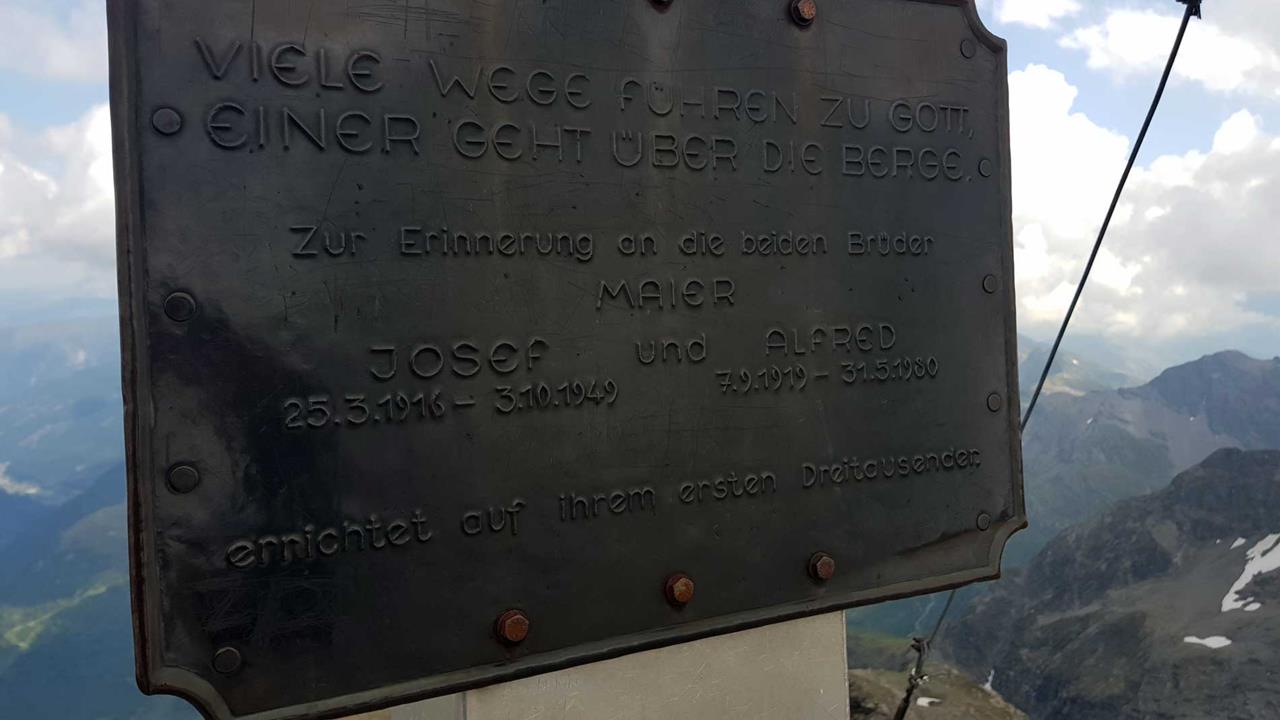 VIELE WEGE FÜHREN ZU GOTT,
EINER GEHT ÜBER DIE BERGE.
Zur Erinnerung an die beiden Brüder
MAIER
JOSEF und ALFRED
25.3.1916 – 3.10.1949 7.9.1919 – 31.5.1980
errichtet auf ihrem ersten Dreitausender.